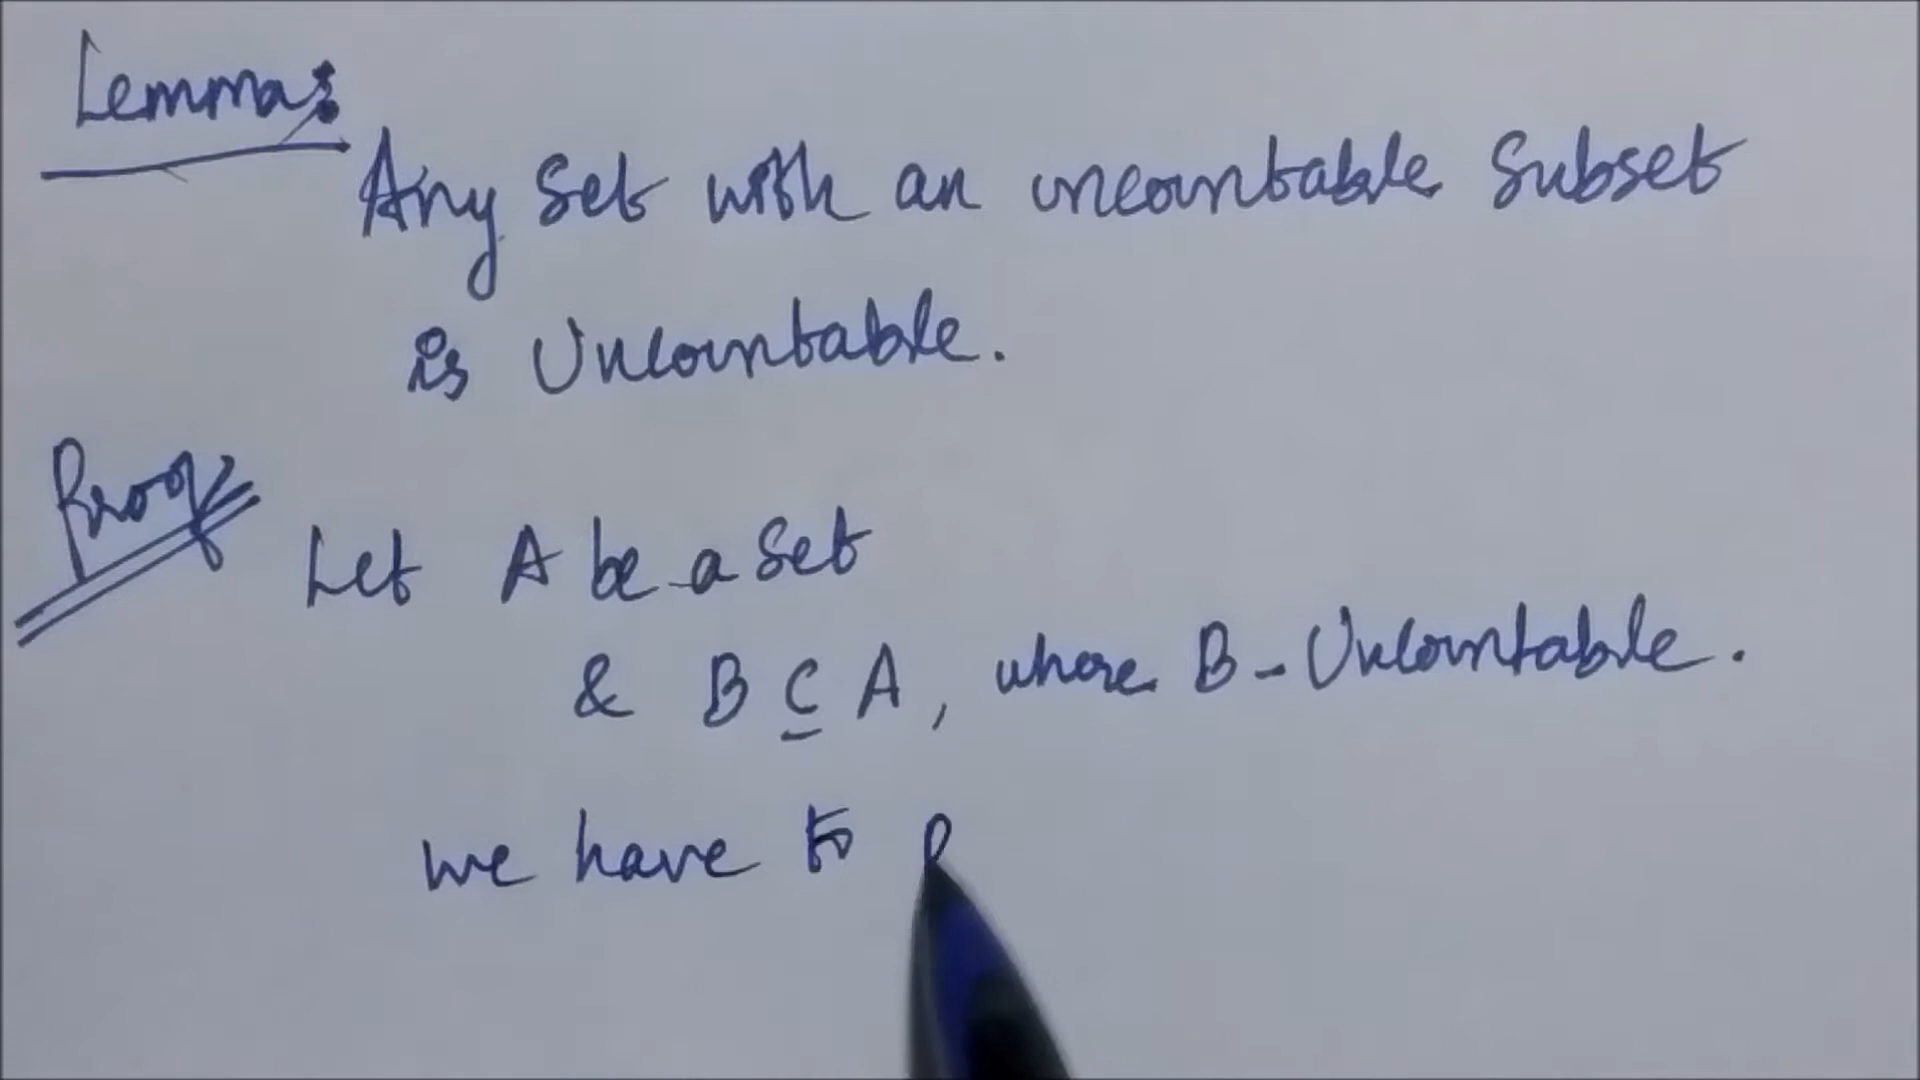 Lemma:
Any Set with an uncountable Subset
is Uncountable.
Proof
Let A be a Set
& B ⊆ A, where B - Uncountable.
we have to P